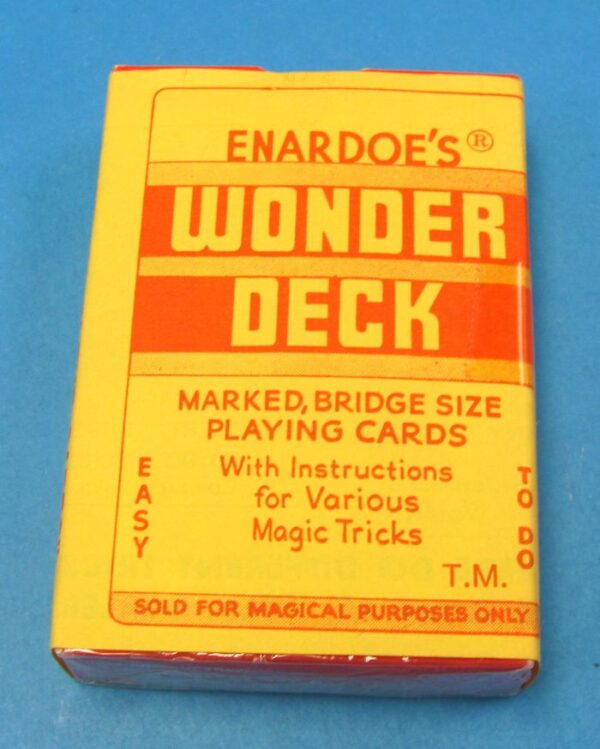 ENARDOE'S®
WONDER
DECK
MARKED, BRIDGE SIZE
PLAYING CARDS
With Instructions
for Various
Magic Tricks
EASY
TO DO
T.M.
SOLD FOR MAGICAL PURPOSES ONLY